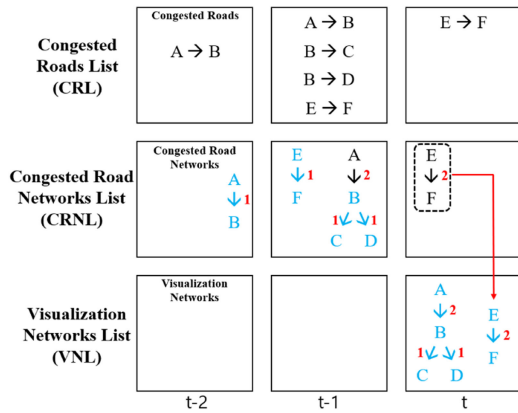 Congested
Roads List
(CRL)
Congested Roads
A → B
A → B
B → C
B → D
E → F
E → F
Congested Road
Networks List
(CRNL)
Congested Road
Networks
A
↓ 1
B
E
↓ 1
F
A
↓ 2
B
1 ↙ ↘ 1
C D
E
↓ 2
F
Visualization
Networks List
(VNL)
Visualization
Networks
A
↓ 2
B
1 ↙ ↘ 1
C D
E
↓ 2
F
t-2
t-1
t